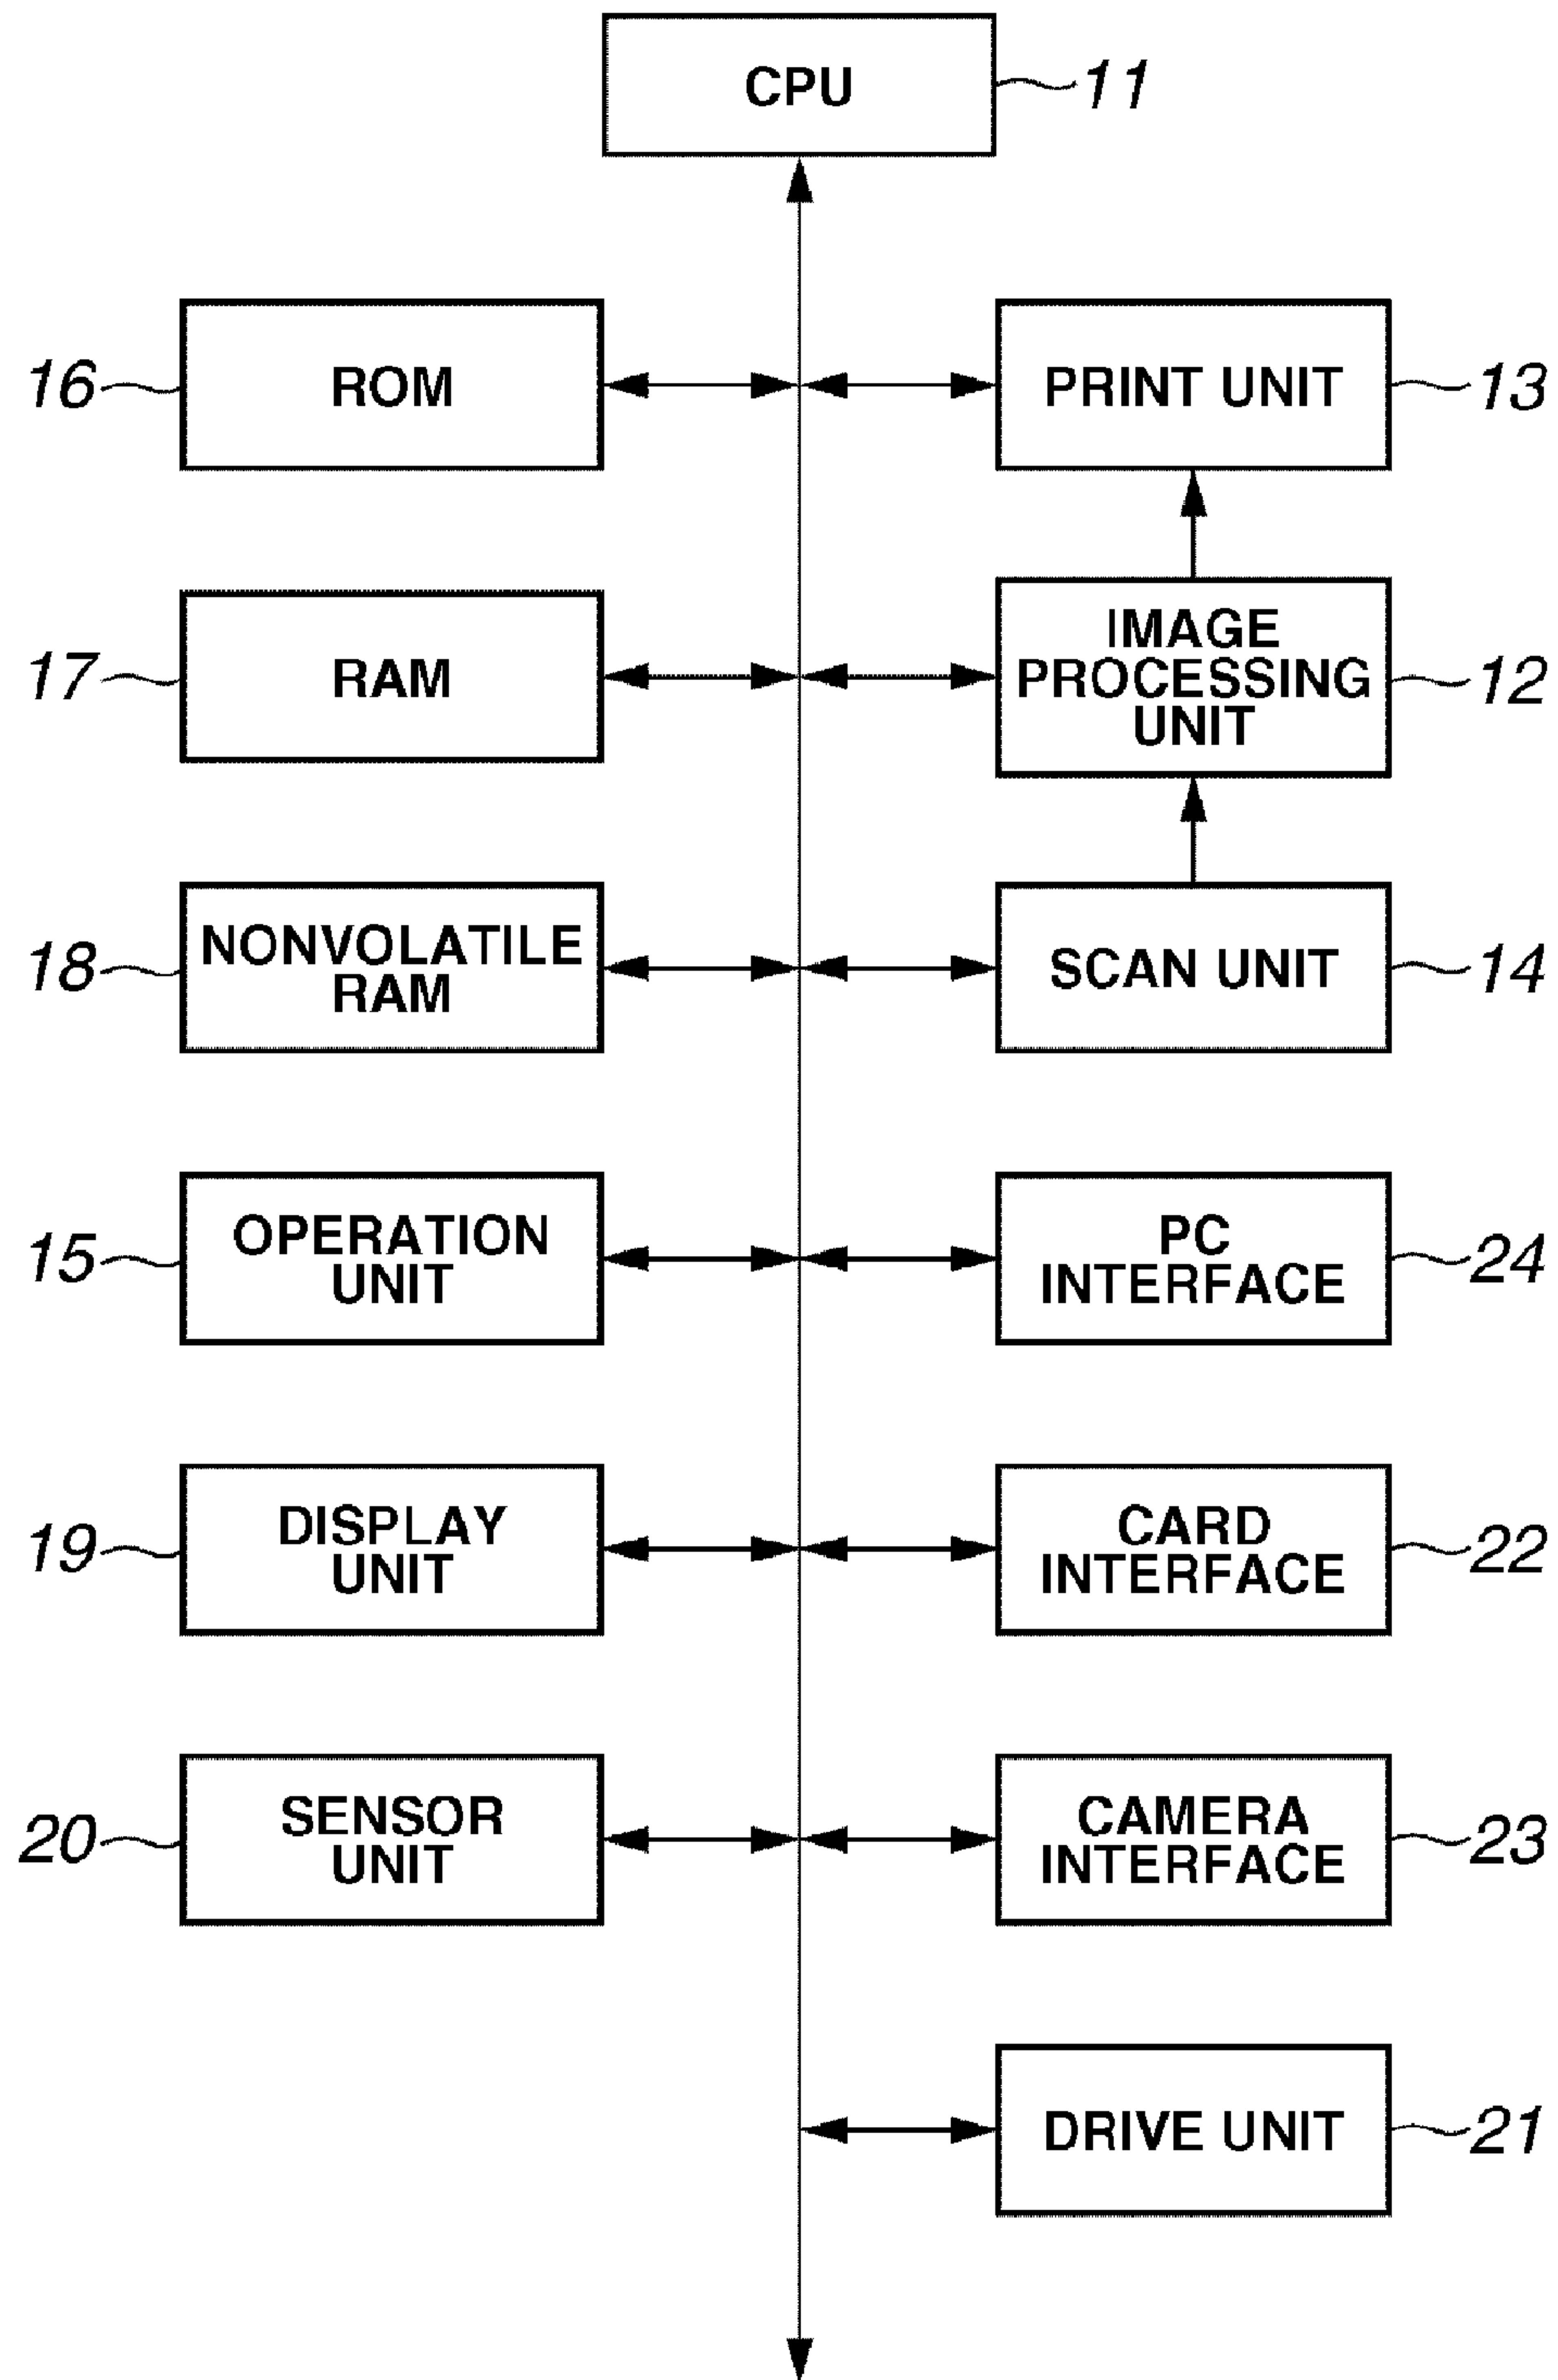 CPU 11
16 ROM PRINT UNIT 13
17 RAM IMAGE
PROCESSING
UNIT 12
18 NONVOLATILE
RAM SCAN UNIT 14
15 OPERATION
UNIT PC
INTERFACE 24
19 DISPLAY
UNIT CARD
INTERFACE 22
20 SENSOR
UNIT CAMERA
INTERFACE 23
DRIVE UNIT 21